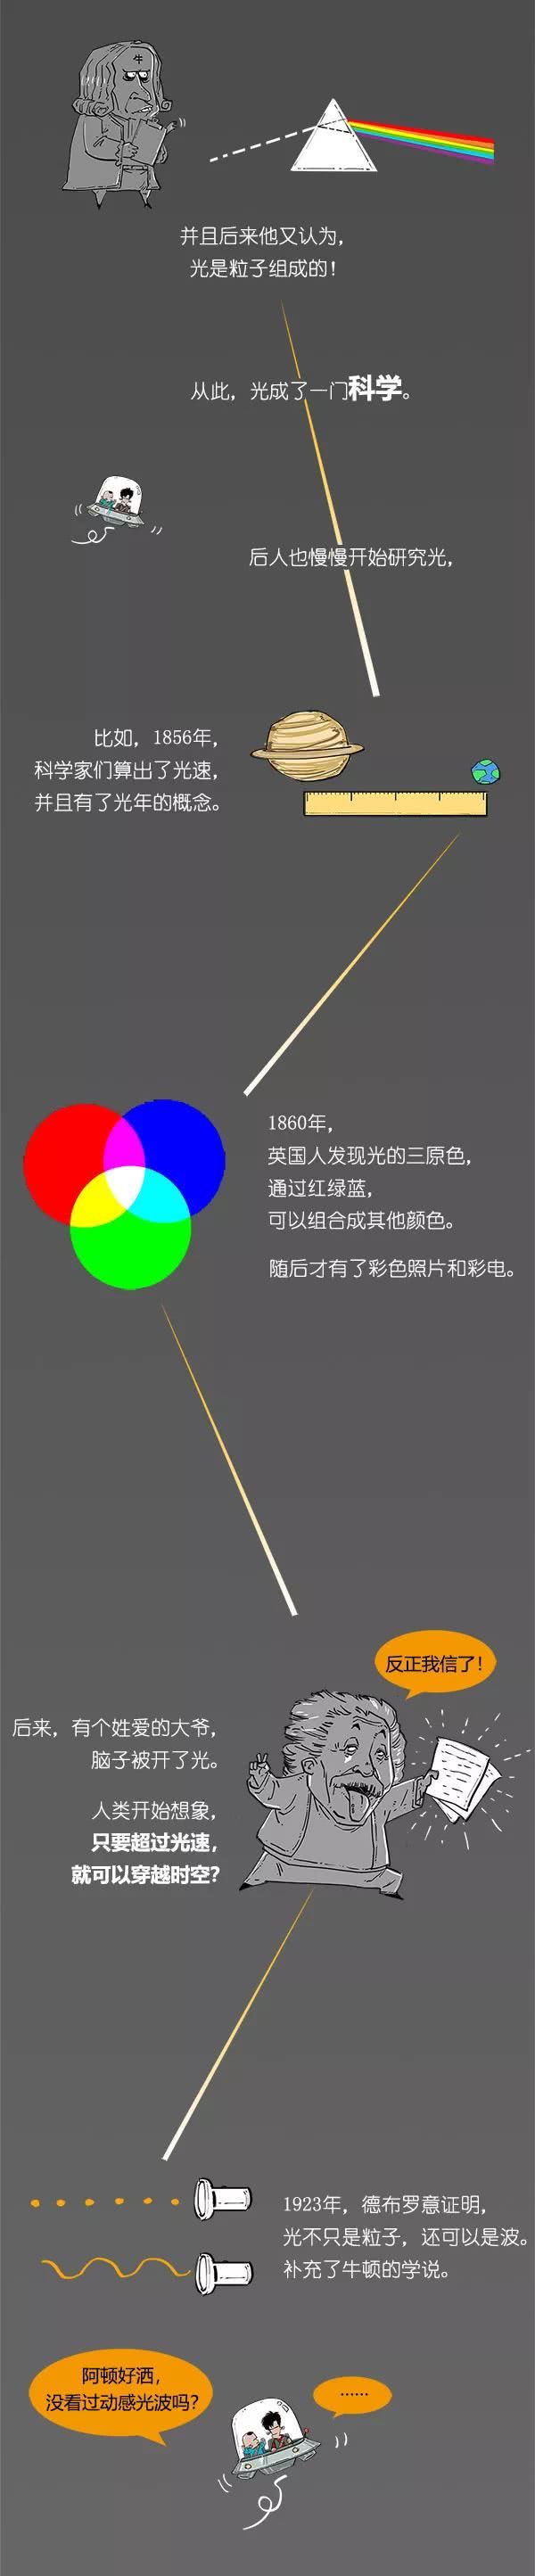 牛
并且后来他又认为，
光是粒子组成的！
从此，光成了一门科学。
后人也慢慢开始研究光，
比如，1856年，
科学家们算出了光速，
并且有了光年的概念。
1860年，
英国人发现光的三原色，
通过红绿蓝，
可以组合成其他颜色。
随后才有了彩色照片和彩电。
反正我信了！
后来，有个姓爱的大爷，
脑子被开了光。
人类开始想象，
只要超过光速，
就可以穿越时空？
1923年，德布罗意证明，
光不只是粒子，还可以是波。
补充了牛顿的学说。
阿顿好洒，
没看过动感光波吗？
……